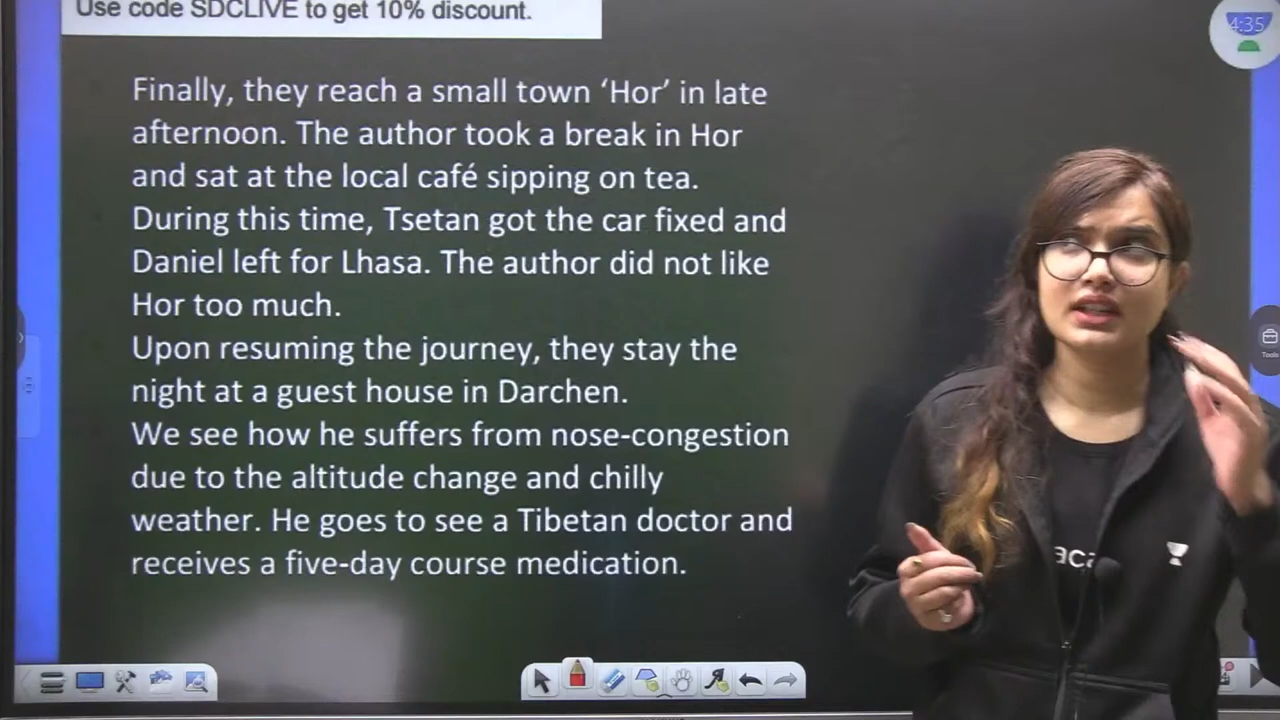 Use code SDCLIVE to get 10% discount.
4:35
Finally, they reach a small town ‘Hor’ in late
afternoon. The author took a break in Hor
and sat at the local café sipping on tea.
During this time, Tsetan got the car fixed and
Daniel left for Lhasa. The author did not like
Hor too much.
Upon resuming the journey, they stay the
night at a guest house in Darchen.
We see how he suffers from nose-congestion
due to the altitude change and chilly
weather. He goes to see a Tibetan doctor and
receives a five-day course medication.
Tools
aca